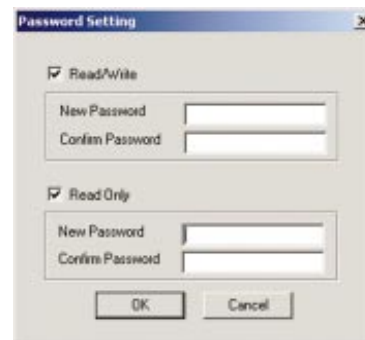 Password Setting
Read/Write
New Password
Confirm Password
Read Only
New Password
Confirm Password
OK Cancel